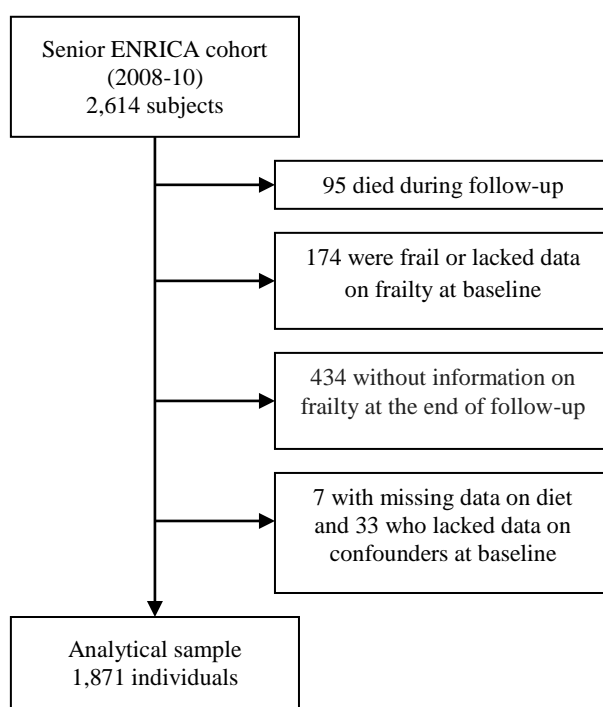 Senior ENRICA cohort
(2008-10)
2,614 subjects
95 died during follow-up
174 were frail or lacked data
on frailty at baseline
434 without information on
frailty at the end of follow-up
7 with missing data on diet
and 33 who lacked data on
confounders at baseline
Analytical sample
1,871 individuals